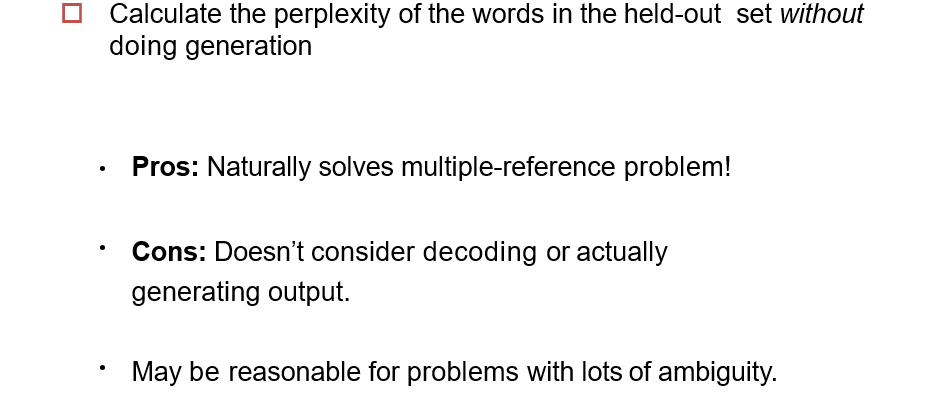 Calculate the perplexity of the words in the held-out set without
doing generation
• Pros: Naturally solves multiple-reference problem!
• Cons: Doesn’t consider decoding or actually
generating output.
• May be reasonable for problems with lots of ambiguity.